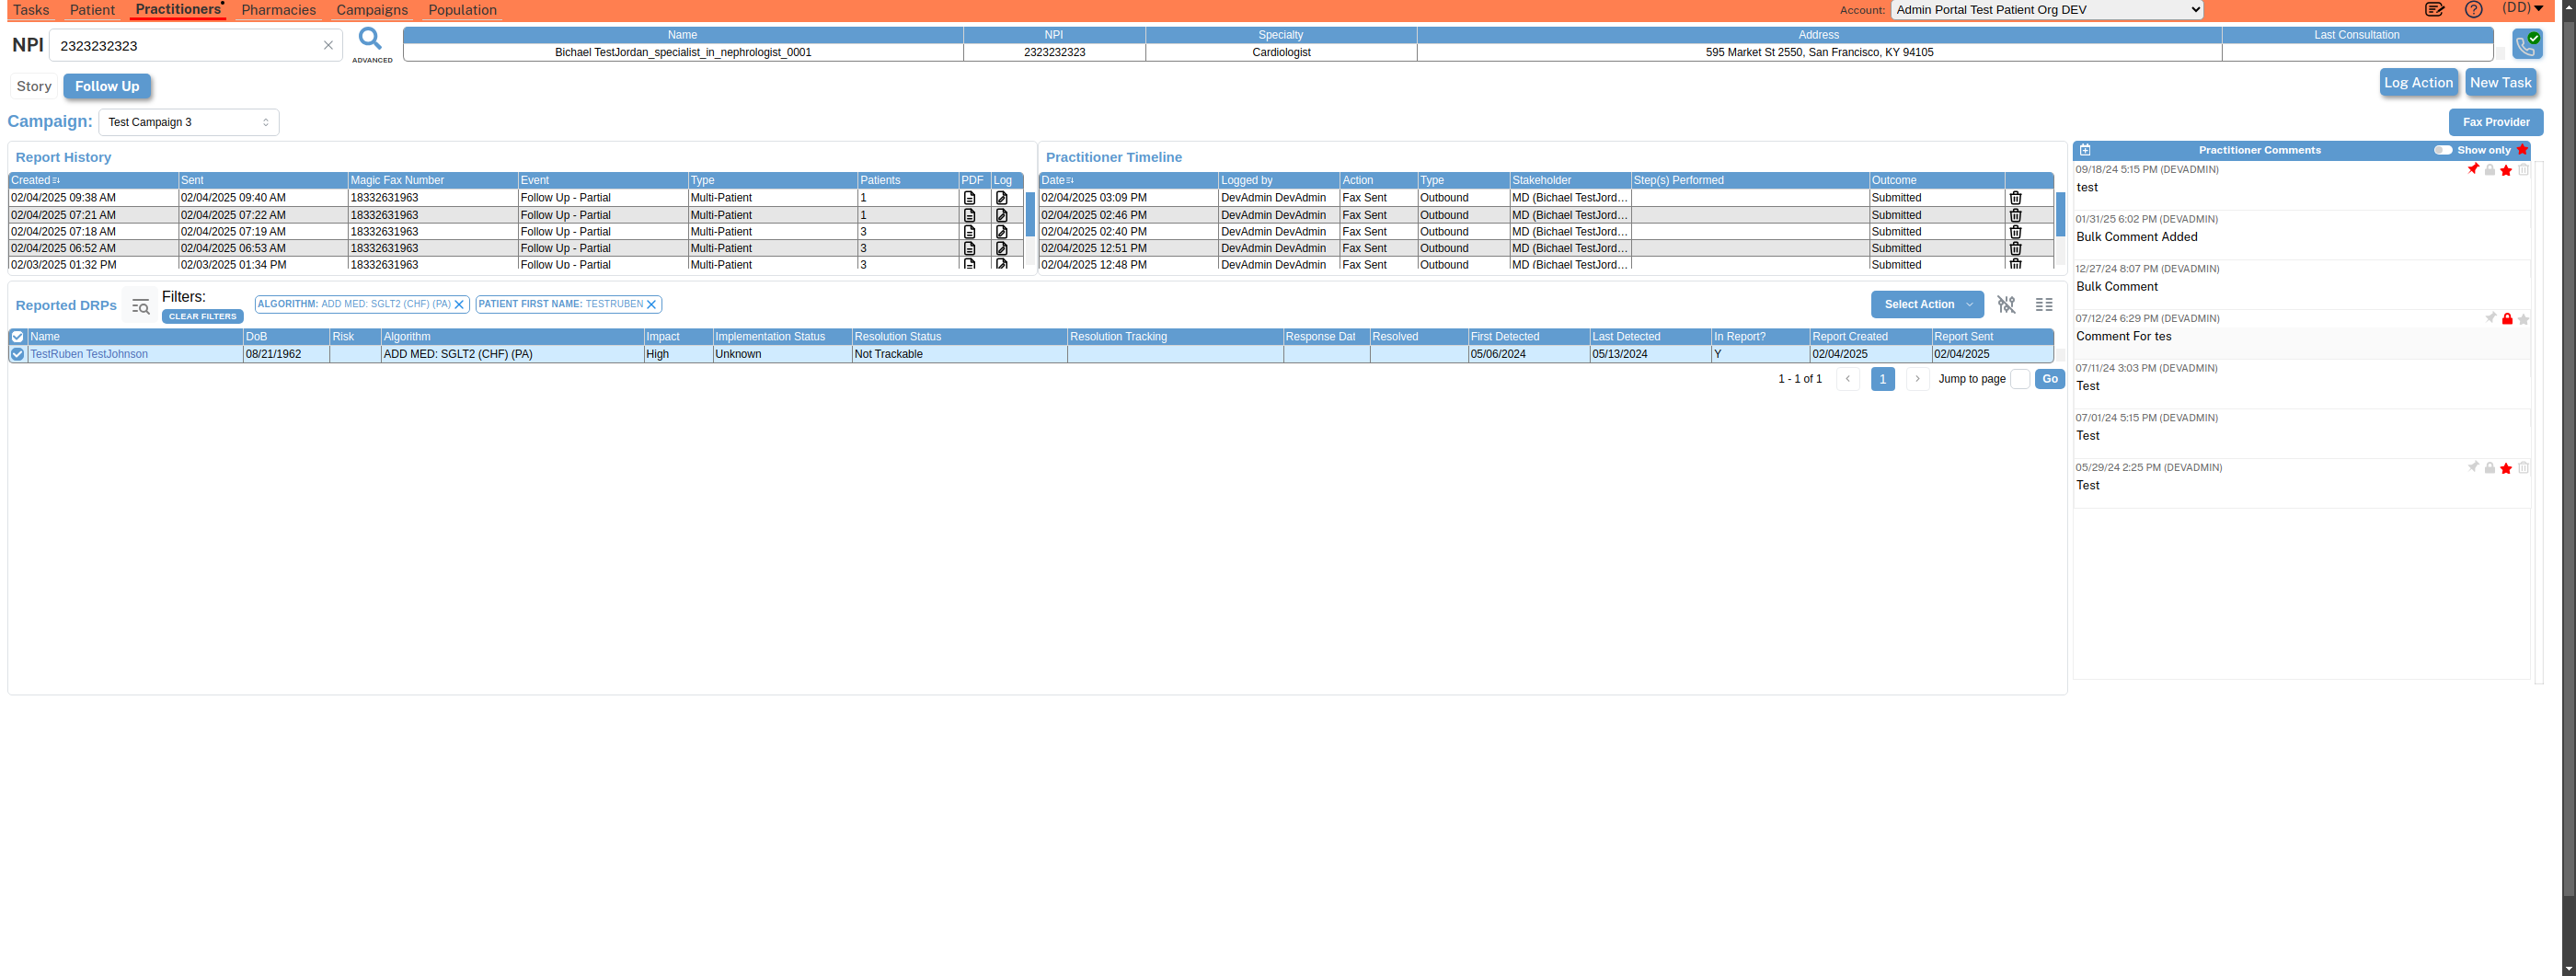 Tasks Patient Practitioners Pharmacies Campaigns Population Account: Admin Portal Test Patient Org DEV (DD)
NPI 2323232323 ADVANCED
Name NPI Specialty Address Last Consultation
Bichael TestJordan_specialist_in_nephrologist_0001 2323232323 Cardiologist 595 Market St 2550, San Francisco, KY 94105
Story Follow Up Log Action New Task
Campaign: Test Campaign 3 Fax Provider
Report History
Created Sent Magic Fax Number Event Type Patients PDF Log
02/04/2025 09:38 AM 02/04/2025 09:40 AM 18332631963 Follow Up - Partial Multi-Patient 1
02/04/2025 07:21 AM 02/04/2025 07:22 AM 18332631963 Follow Up - Partial Multi-Patient 1
02/04/2025 07:18 AM 02/04/2025 07:19 AM 18332631963 Follow Up - Partial Multi-Patient 3
02/04/2025 06:52 AM 02/04/2025 06:53 AM 18332631963 Follow Up - Partial Multi-Patient 3
02/03/2025 01:32 PM 02/03/2025 01:34 PM 18332631963 Follow Up - Partial Multi-Patient 3
Practitioner Timeline
Date Logged by Action Type Stakeholder Step(s) Performed Outcome
02/04/2025 03:09 PM DevAdmin DevAdmin Fax Sent Outbound MD (Bichael TestJord... Submitted
02/04/2025 02:46 PM DevAdmin DevAdmin Fax Sent Outbound MD (Bichael TestJord... Submitted
02/04/2025 02:40 PM DevAdmin DevAdmin Fax Sent Outbound MD (Bichael TestJord... Submitted
02/04/2025 12:51 PM DevAdmin DevAdmin Fax Sent Outbound MD (Bichael TestJord... Submitted
02/04/2025 12:48 PM DevAdmin DevAdmin Fax Sent Outbound MD (Bichael TestJord... Submitted
Practitioner Comments Show only
09/18/24 5:15 PM (DEVADMIN)
test
01/31/25 6:02 PM (DEVADMIN)
Bulk Comment Added
12/27/24 8:07 PM (DEVADMIN)
Bulk Comment
07/12/24 6:29 PM (DEVADMIN)
Comment For tes
07/11/24 3:03 PM (DEVADMIN)
Test
07/01/24 5:15 PM (DEVADMIN)
Test
05/29/24 2:25 PM (DEVADMIN)
Test
Reported DRPs Filters: CLEAR FILTERS ALGORITHM: ADD MED: SGLT2 (CHF) (PA) PATIENT FIRST NAME: TESTRUBEN Select Action
Name DoB Risk Algorithm Impact Implementation Status Resolution Status Resolution Tracking Response Dat Resolved First Detected Last Detected In Report? Report Created Report Sent
TestRuben TestJohnson 08/21/1962 ADD MED: SGLT2 (CHF) (PA) High Unknown Not Trackable 05/06/2024 05/13/2024 Y 02/04/2025 02/04/2025
1 - 1 of 1 1 Jump to page Go